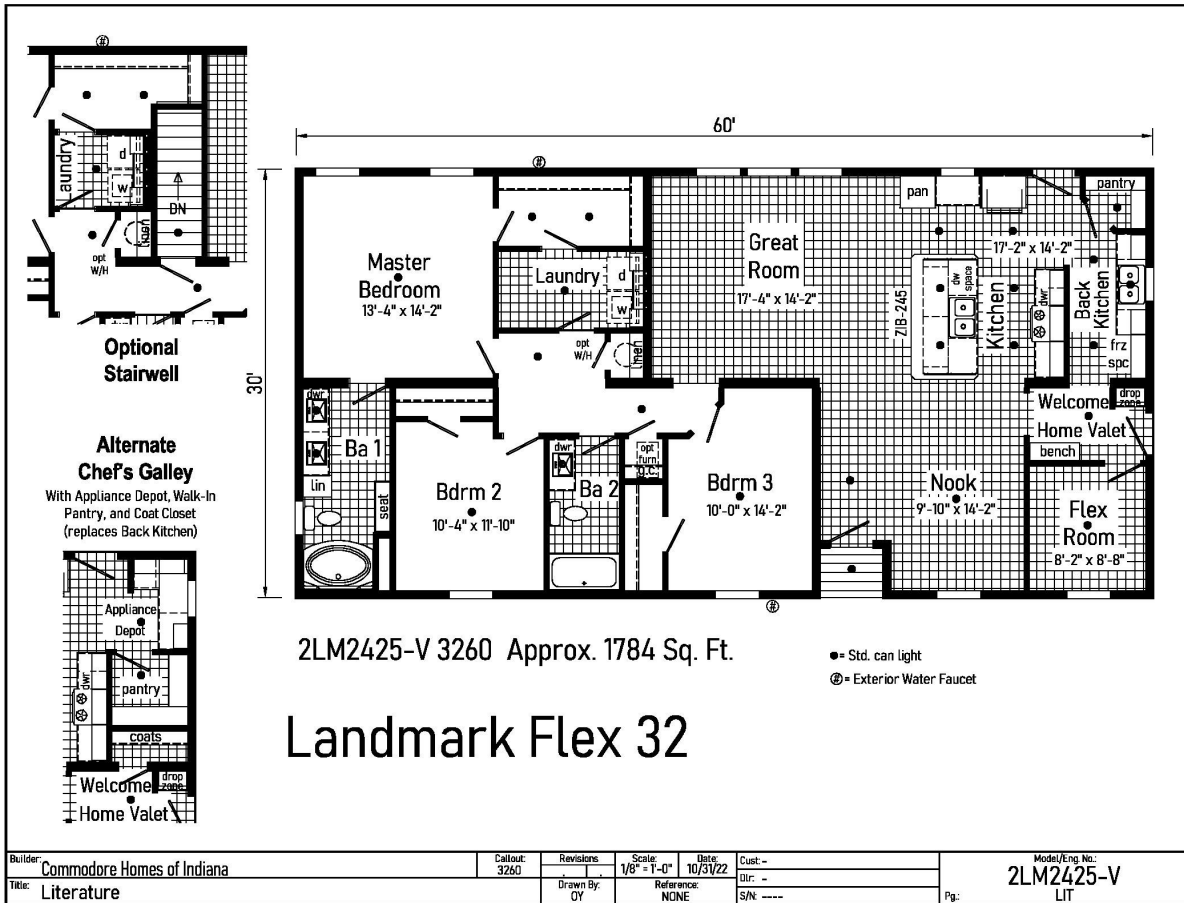 #
Laundry
d
w
DN
linen
opt
W/H
Optional
Stairwell
Alternate
Chef's Galley
With Appliance Depot, Walk-In
Pantry, and Coat Closet
(replaces Back Kitchen)
Appliance
Depot
dwr
pantry
coats
Welcome
Home Valet
drop
zone
60'
30'
#
Master
Bedroom
13'-4" x 14'-2"
Laundry
d
w
opt
W/H
linen
Great
Room
17'-4" x 14'-2"
pan
pantry
17'-2" x 14'-2"
ZIB-245
dw
space
Kitchen
dwr
Back
Kitchen
frz
spc
Welcome
Home Valet
drop
zone
bench
dwr
Ba 1
lin
seat
Bdrm 2
10'-4" x 11'-10"
dwr
Ba 2
opt
furn
g.c.
Bdrm 3
10'-0" x 14'-2"
Nook
9'-10" x 14'-2"
Flex
Room
8'-2" x 8'-8"
#
2LM2425-V 3260 Approx. 1784 Sq. Ft.
= Std. can light
# = Exterior Water Faucet
Landmark Flex 32
Builder: Commodore Homes of Indiana
Title: Literature
Callout:
3260
Revisions
Drawn By:
OY
Scale:
1/8" = 1'-0"
Date:
10/31/22
Reference:
NONE
Cust: -
Dlr: -
S/N: ----
Model/Eng. No.:
2LM2425-V
Pg.: LIT